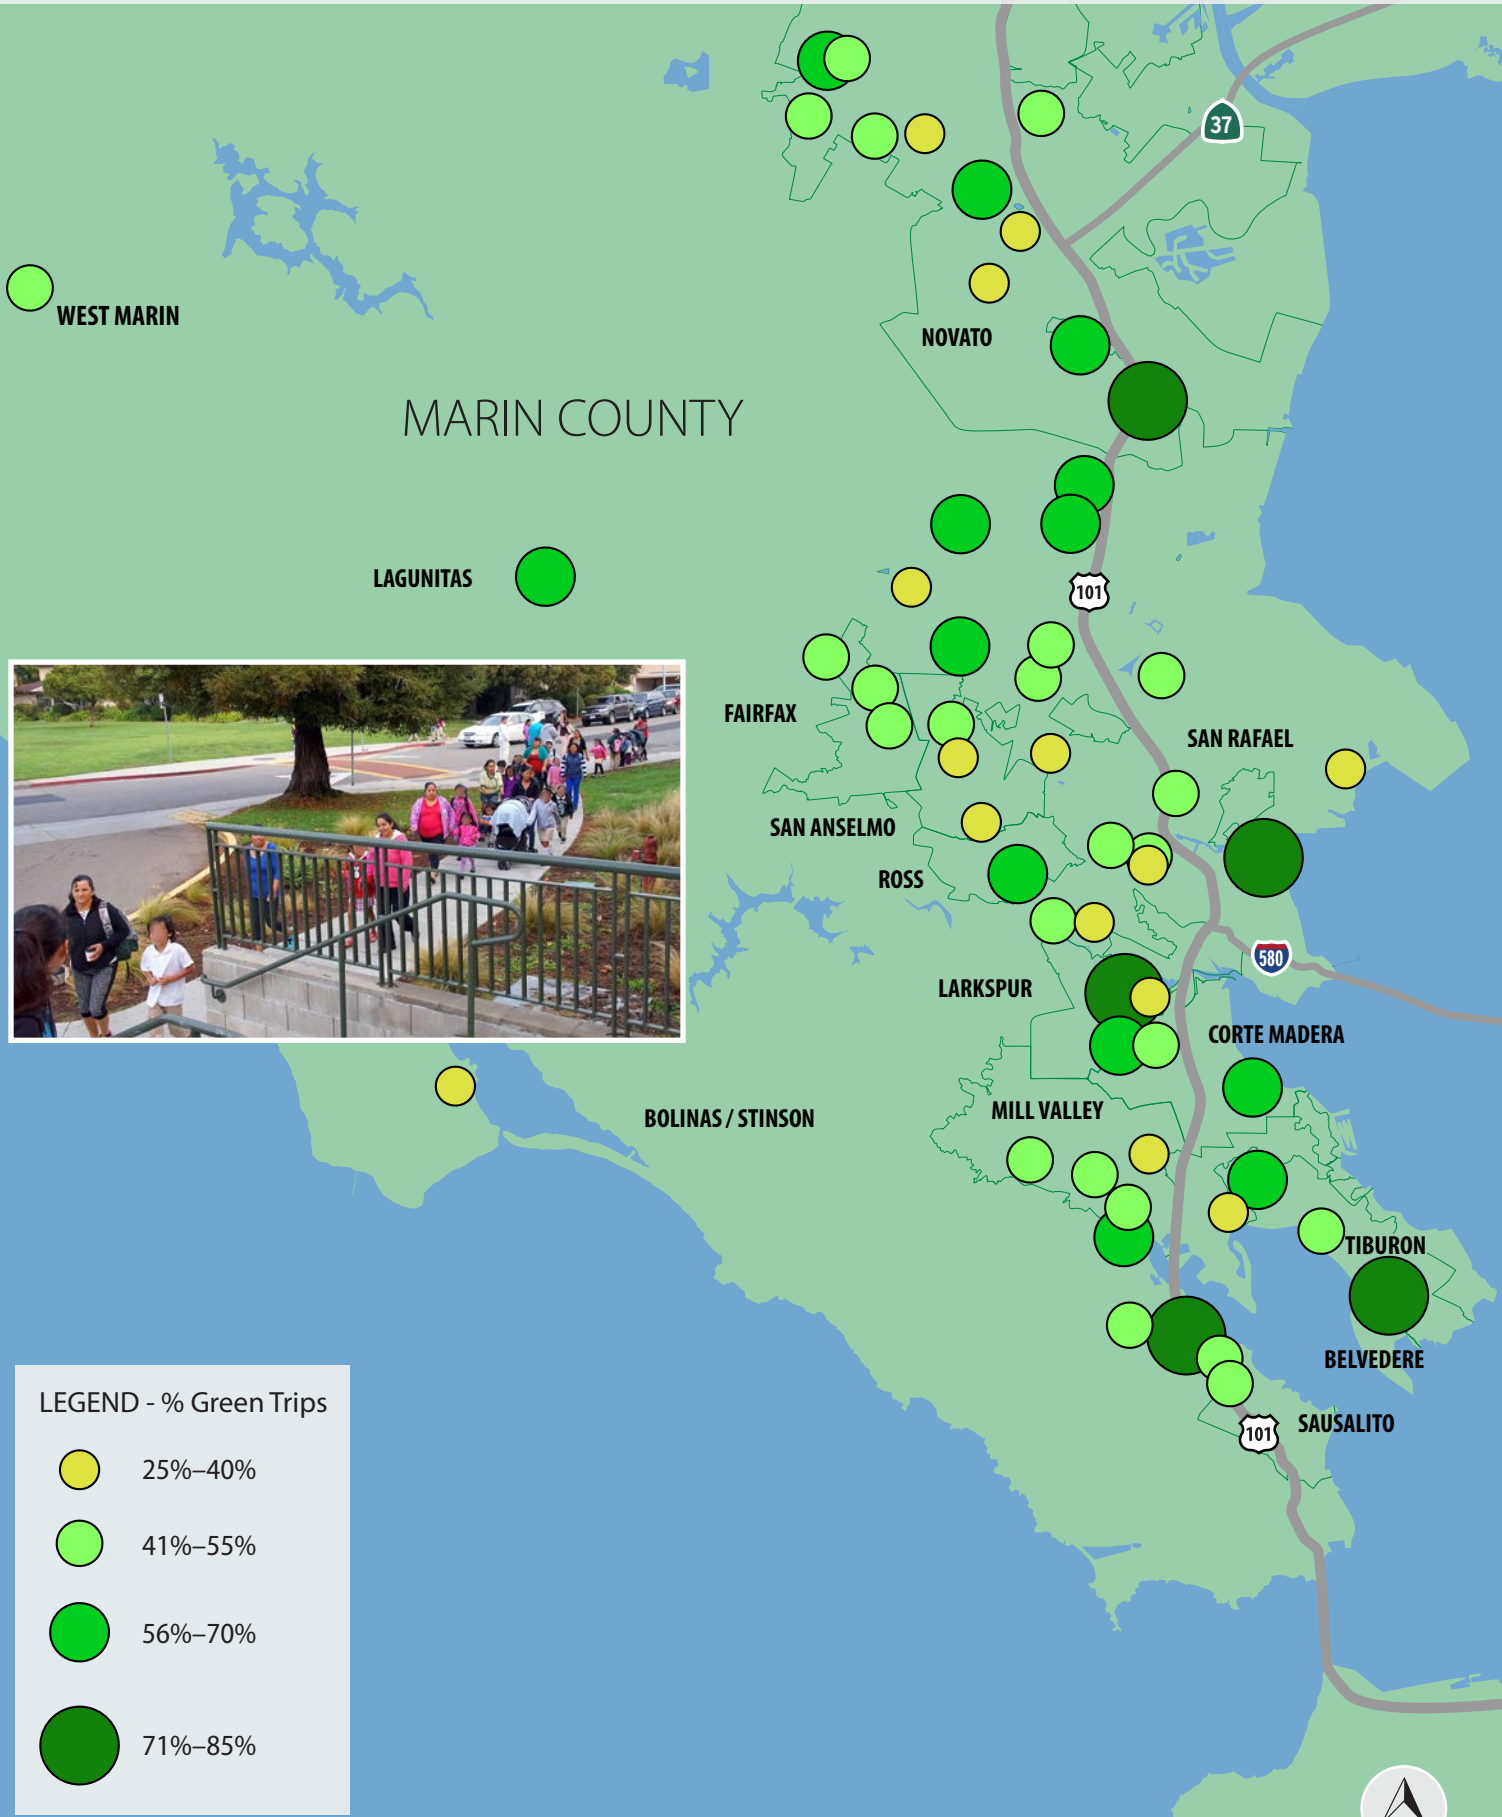 37
WEST MARIN
NOVATO
MARIN COUNTY
LAGUNITAS
101
FAIRFAX
SAN RAFAEL
SAN ANSELMO
ROSS
580
LARKSPUR
CORTE MADERA
MILL VALLEY
BOLINAS / STINSON
TIBURON
BELVEDERE
SAUSALITO
101
LEGEND - % Green Trips
25%–40%
41%–55%
56%–70%
71%–85%